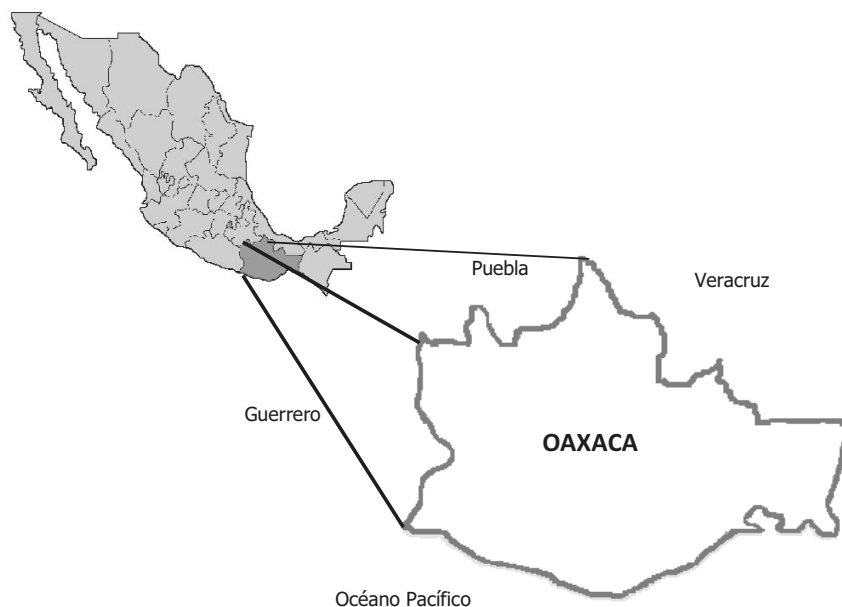 Puebla
Veracruz
Guerrero
OAXACA
Océano Pacífico